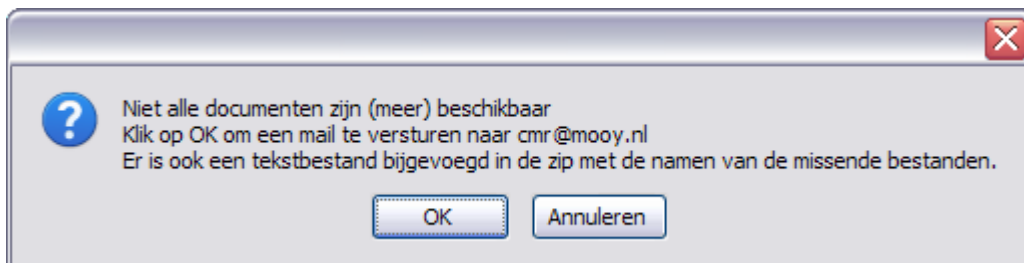 Niet alle documenten zijn (meer) beschikbaar
Klik op OK om een mail te versturen naar cmr@mooy.nl
Er is ook een tekstbestand bijgevoegd in de zip met de namen van de missende bestanden.
OK
Annuleren